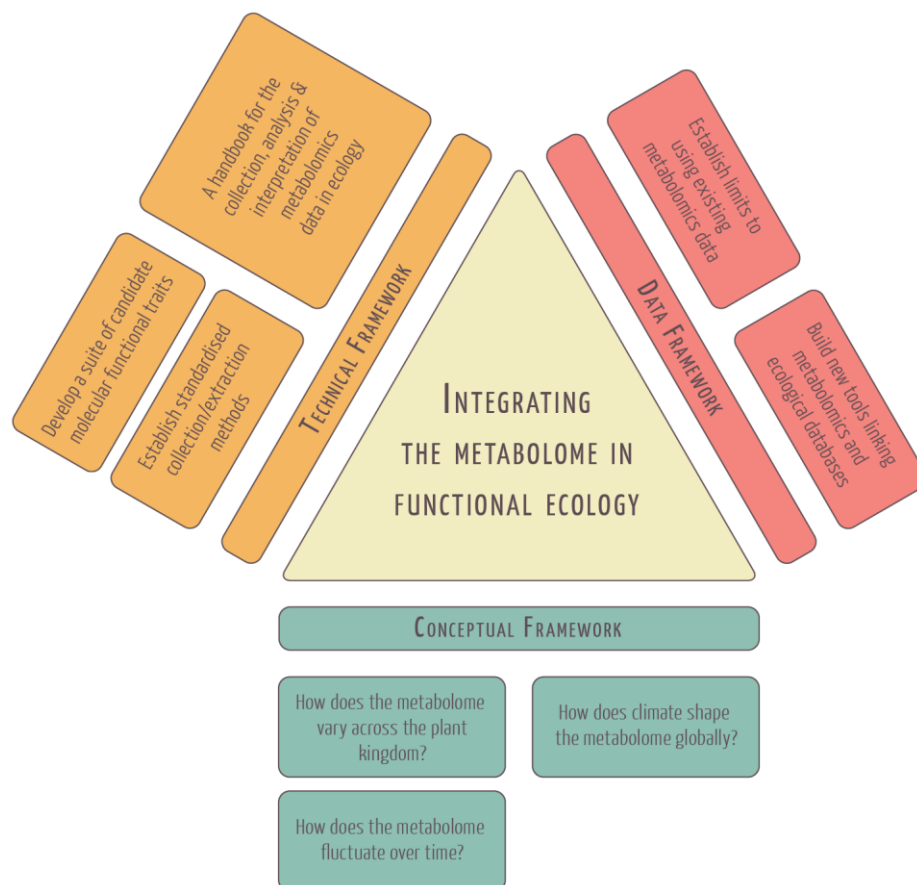 A handbook for the
collection, analysis &
interpretation of
metabolomics
data in ecology
Develop a suite of candidate
molecular functional traits
Establish standardised
collection/extraction
methods
Technical Framework
Establish limits to
using existing
metabolomics data
Build new tools linking
metabolomics and
ecological databases
Data Framework
Integrating
the metabolome in
functional ecology
Conceptual Framework
How does the metabolome
vary across the plant
kingdom?
How does climate shape
the metabolome globally?
How does the metabolome
fluctuate over time?